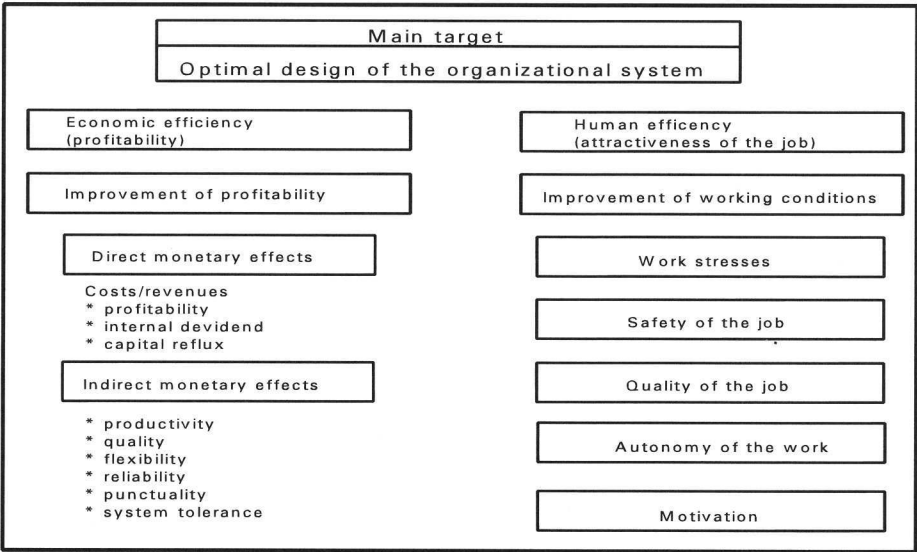 Main target
Optimal design of the organizational system
Economic efficiency
(profitability)
Improvement of profitability
Direct monetary effects
Costs/revenues
* profitability
* internal devidend
* capital reflux
Indirect monetary effects
* productivity
* quality
* flexibility
* reliability
* punctuality
* system tolerance
Human efficency
(attractiveness of the job)
Improvement of working conditions
Work stresses
Safety of the job
Quality of the job
Autonomy of the work
Motivation